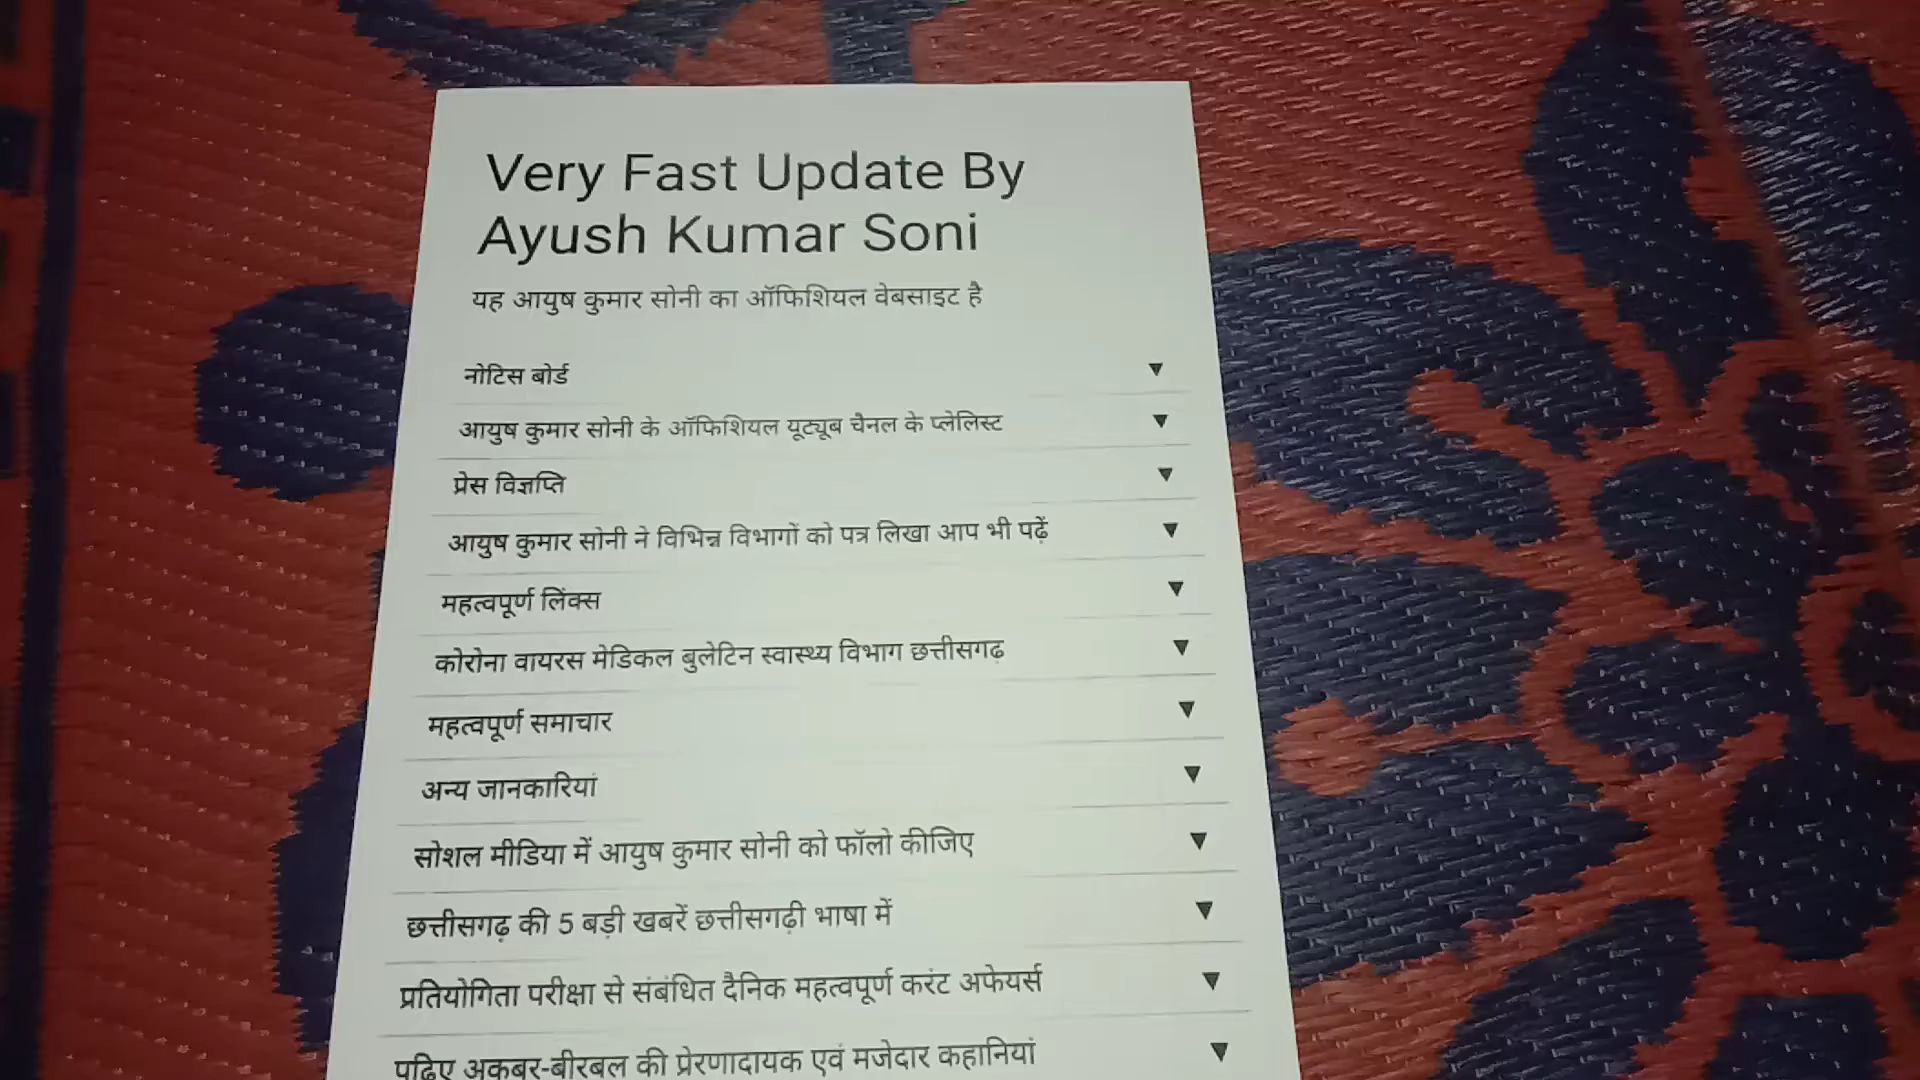 Very Fast Update By
Ayush Kumar Soni
यह आयुष कुमार सोनी का ऑफिशियल वेबसाइट है
नोटिस बोर्ड
आयुष कुमार सोनी के ऑफिशियल यूट्यूब चैनल के प्लेलिस्ट
प्रेस विज्ञप्ति
आयुष कुमार सोनी ने विभिन्न विभागों को पत्र लिखा आप भी पढ़ें
महत्वपूर्ण लिंक्स
कोरोना वायरस मेडिकल बुलेटिन स्वास्थ्य विभाग छत्तीसगढ़
महत्वपूर्ण समाचार
अन्य जानकारियां
सोशल मीडिया में आयुष कुमार सोनी को फॉलो कीजिए
छत्तीसगढ़ की 5 बड़ी खबरें छत्तीसगढ़ी भाषा में
प्रतियोगिता परीक्षा से संबंधित दैनिक महत्वपूर्ण करंट अफेयर्स
पढ़िए अकबर-बीरबल की प्रेरणादायक एवं मजेदार कहानियां